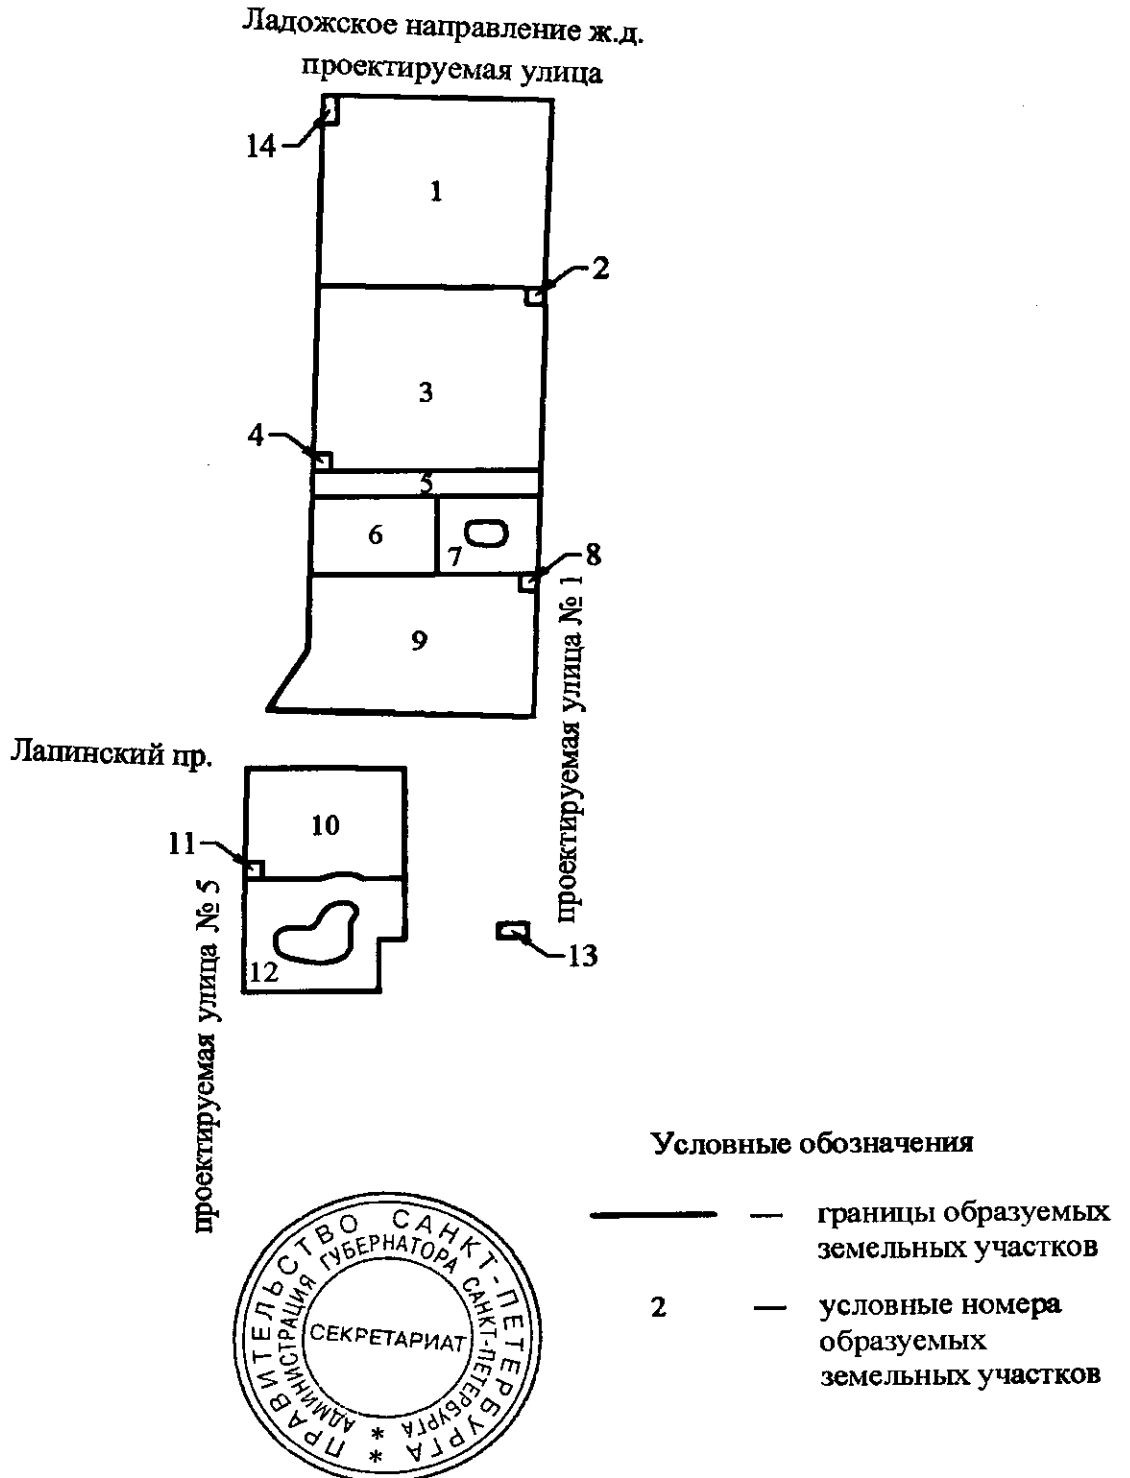 Ладожское направление ж.д.
проектируемая улица
14
1
2
3
4
5
6
7
8
9
проектируемая улица № 1
Лапинский пр.
10
11
12
13
проектируемая улица № 5
Условные обозначения
— границы образуемых
земельных участков
2 — условные номера
образуемых
земельных участков
ПРАВИТЕЛЬСТВО САНКТ-ПЕТЕРБУРГА *
АДМИНИСТРАЦИЯ ГУБЕРНАТОРА САНКТ-ПЕТЕРБУРГА *
СЕКРЕТАРИАТ